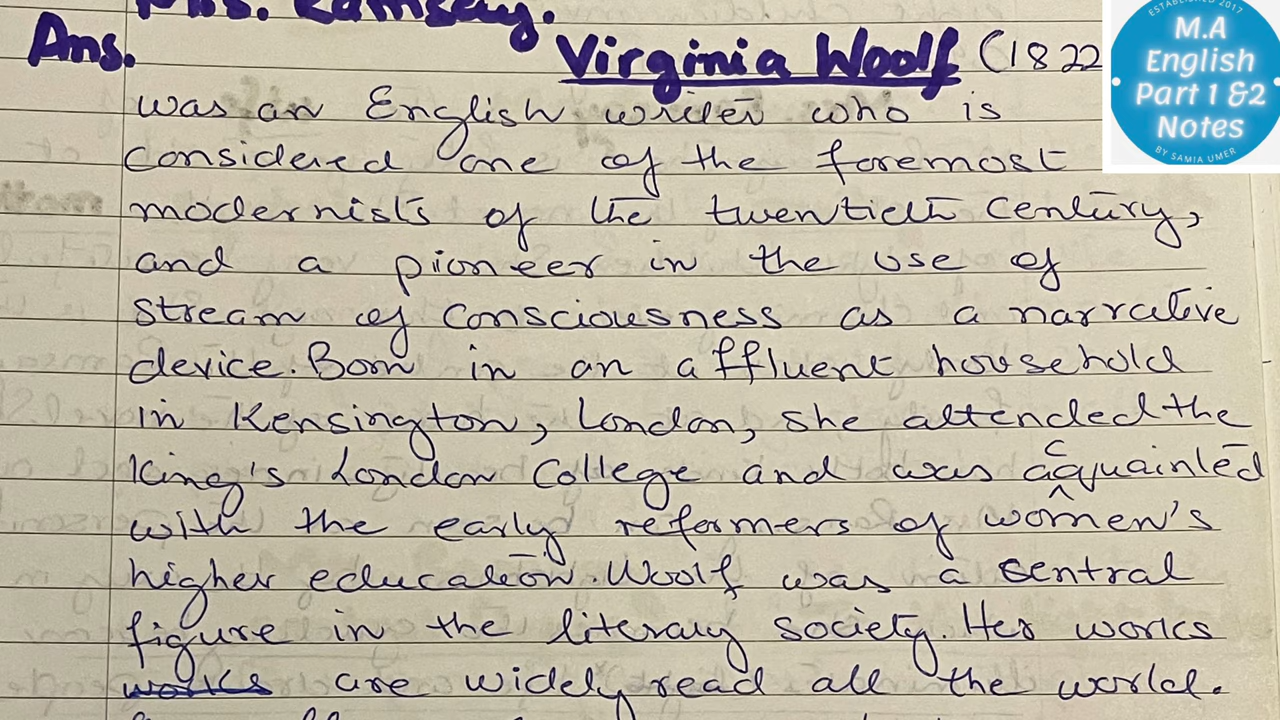 Mrs. Ramsay.
Ans. Virginia Woolf (1822
was an English writer who is
considered one of the foremost
modernists of the twentieth century,
and a pioneer in the use of
stream of consciousness as a narrative
device. Born in an affluent household
in Kensington, London, she attended the
King's London College and was acquainted
with the early reformers of women's
higher education. Woolf was a central
figure in the literary society. Her works
works are widely read all the world.
ESTABLISHED 2017
M.A
English
Part 1 &2
Notes
BY SAMIA UMER